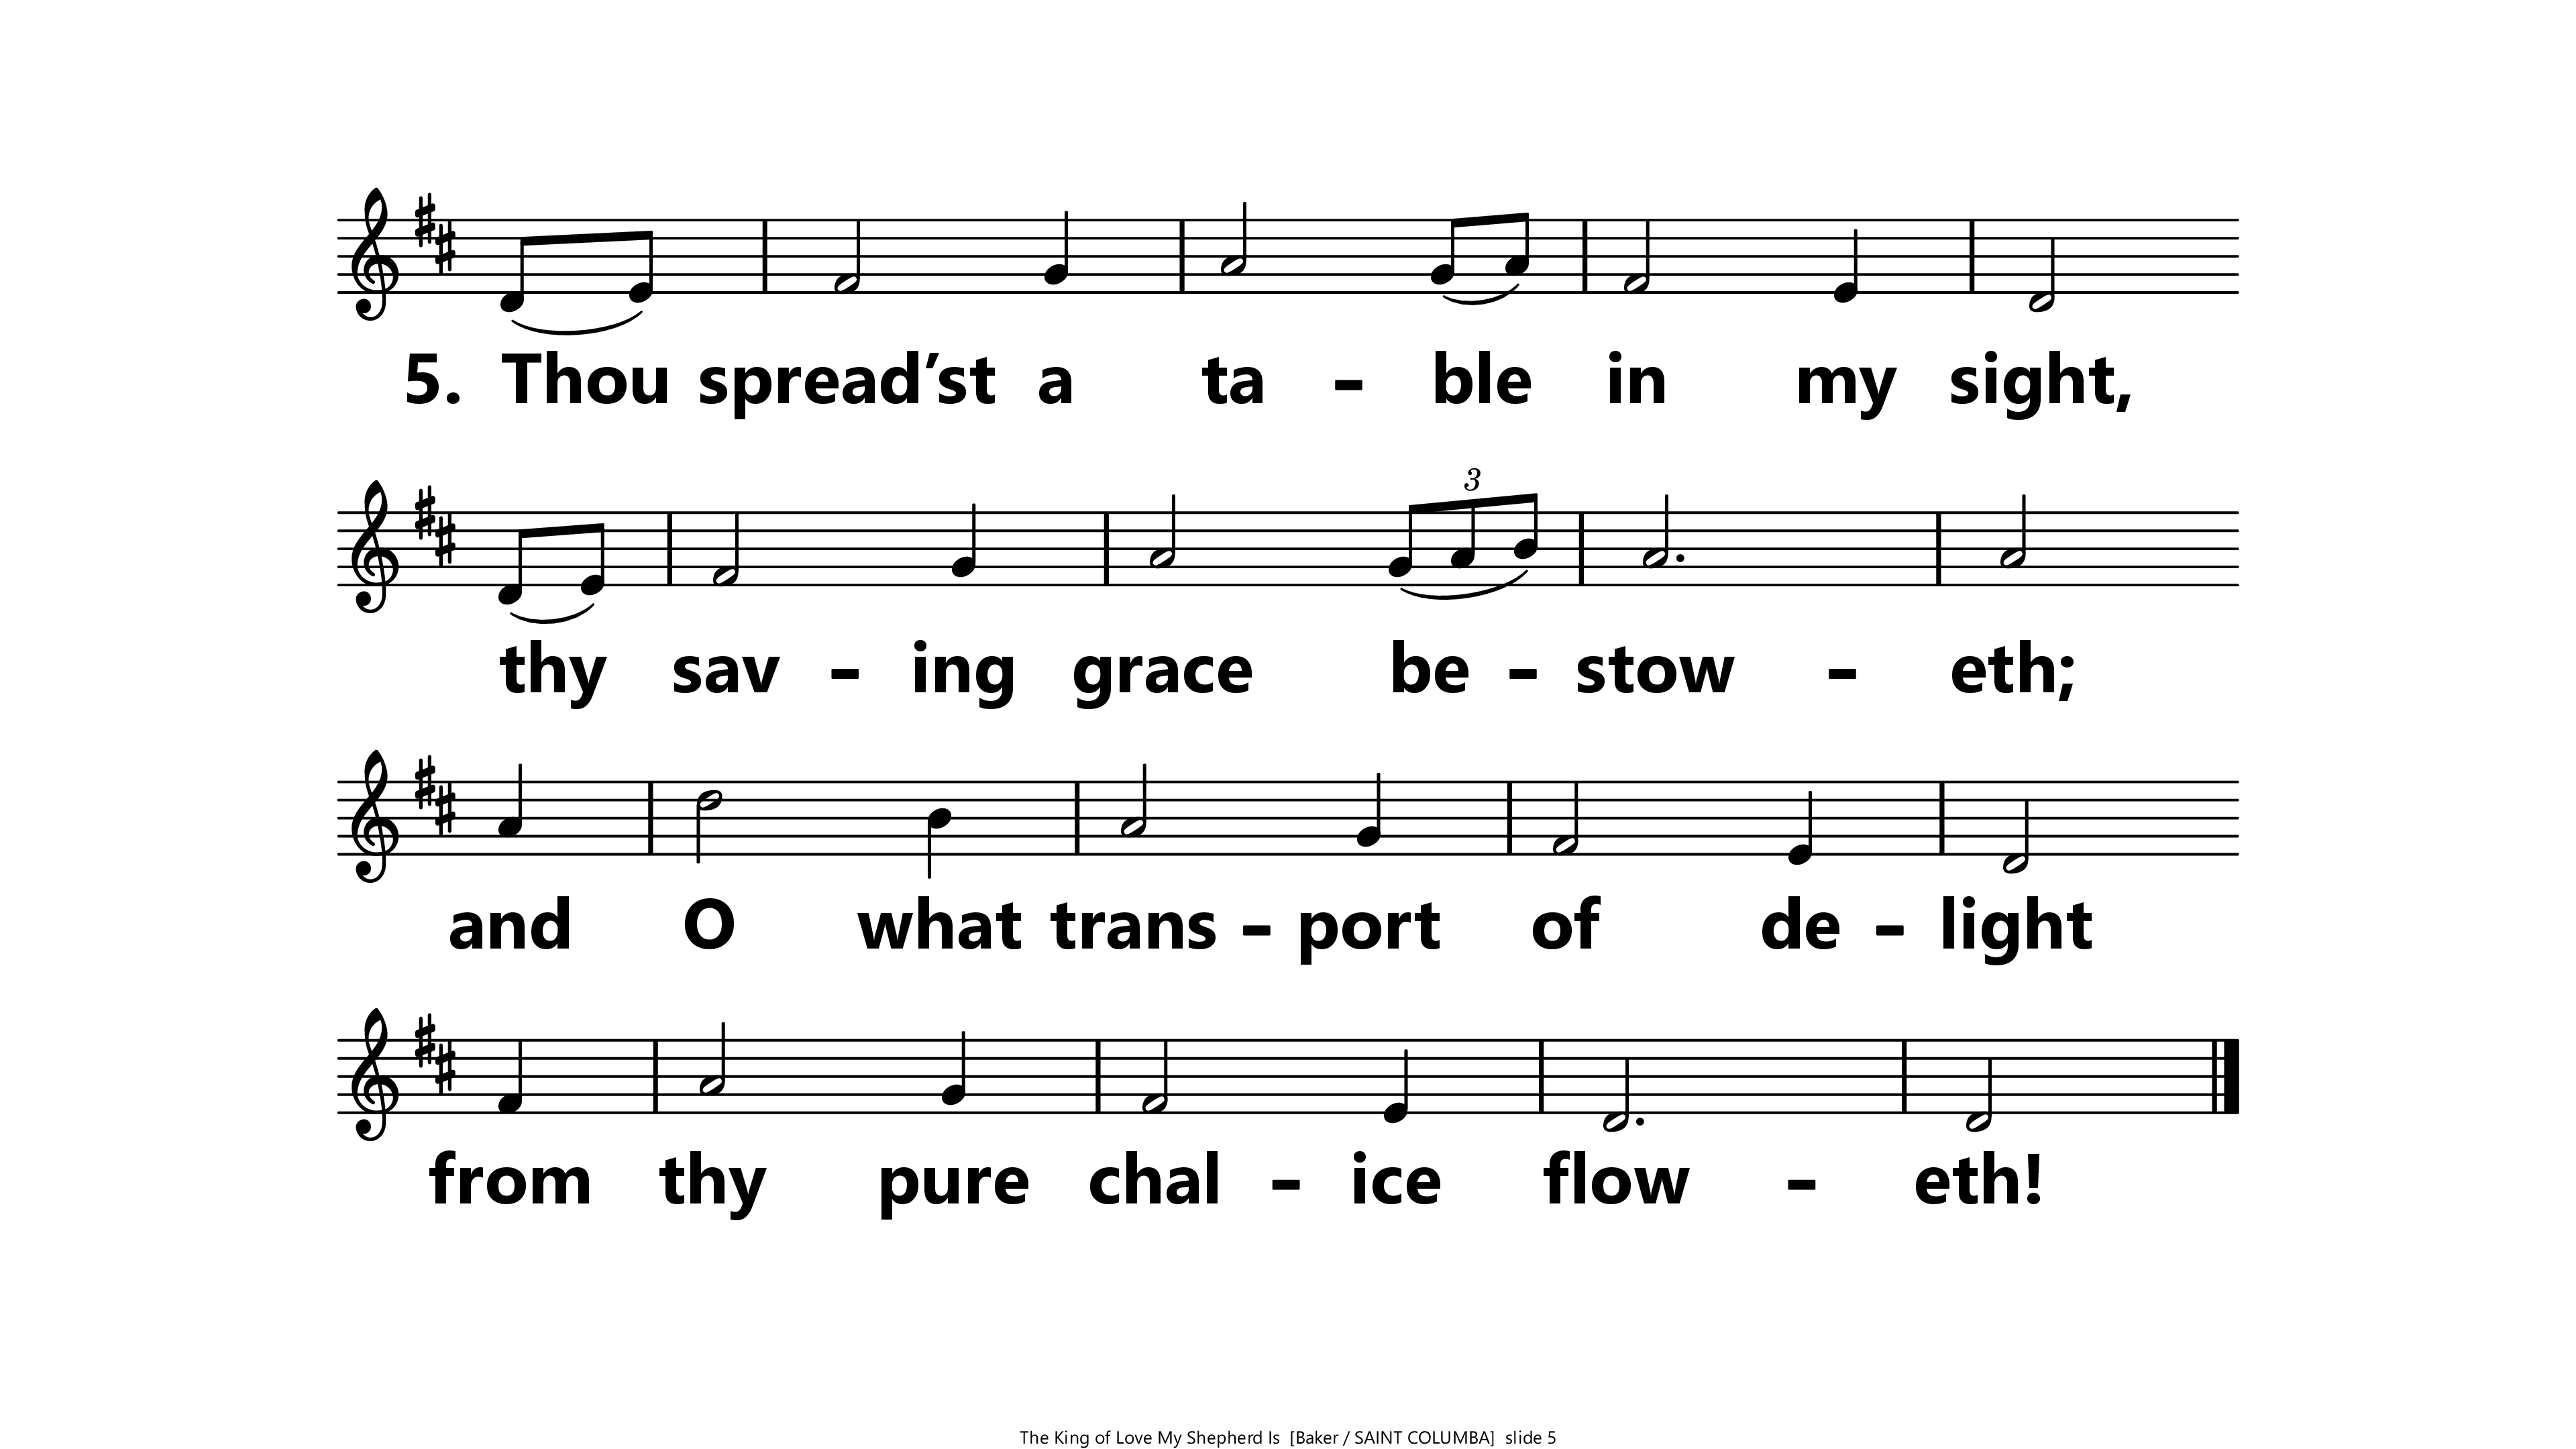 5. Thou spread’st a ta - ble in my sight,
3
thy sav - ing grace be - stow - eth;
and O what trans - port of de - light
from thy pure chal - ice flow - eth!
The King of Love My Shepherd Is [Baker / SAINT COLUMBA] slide 5